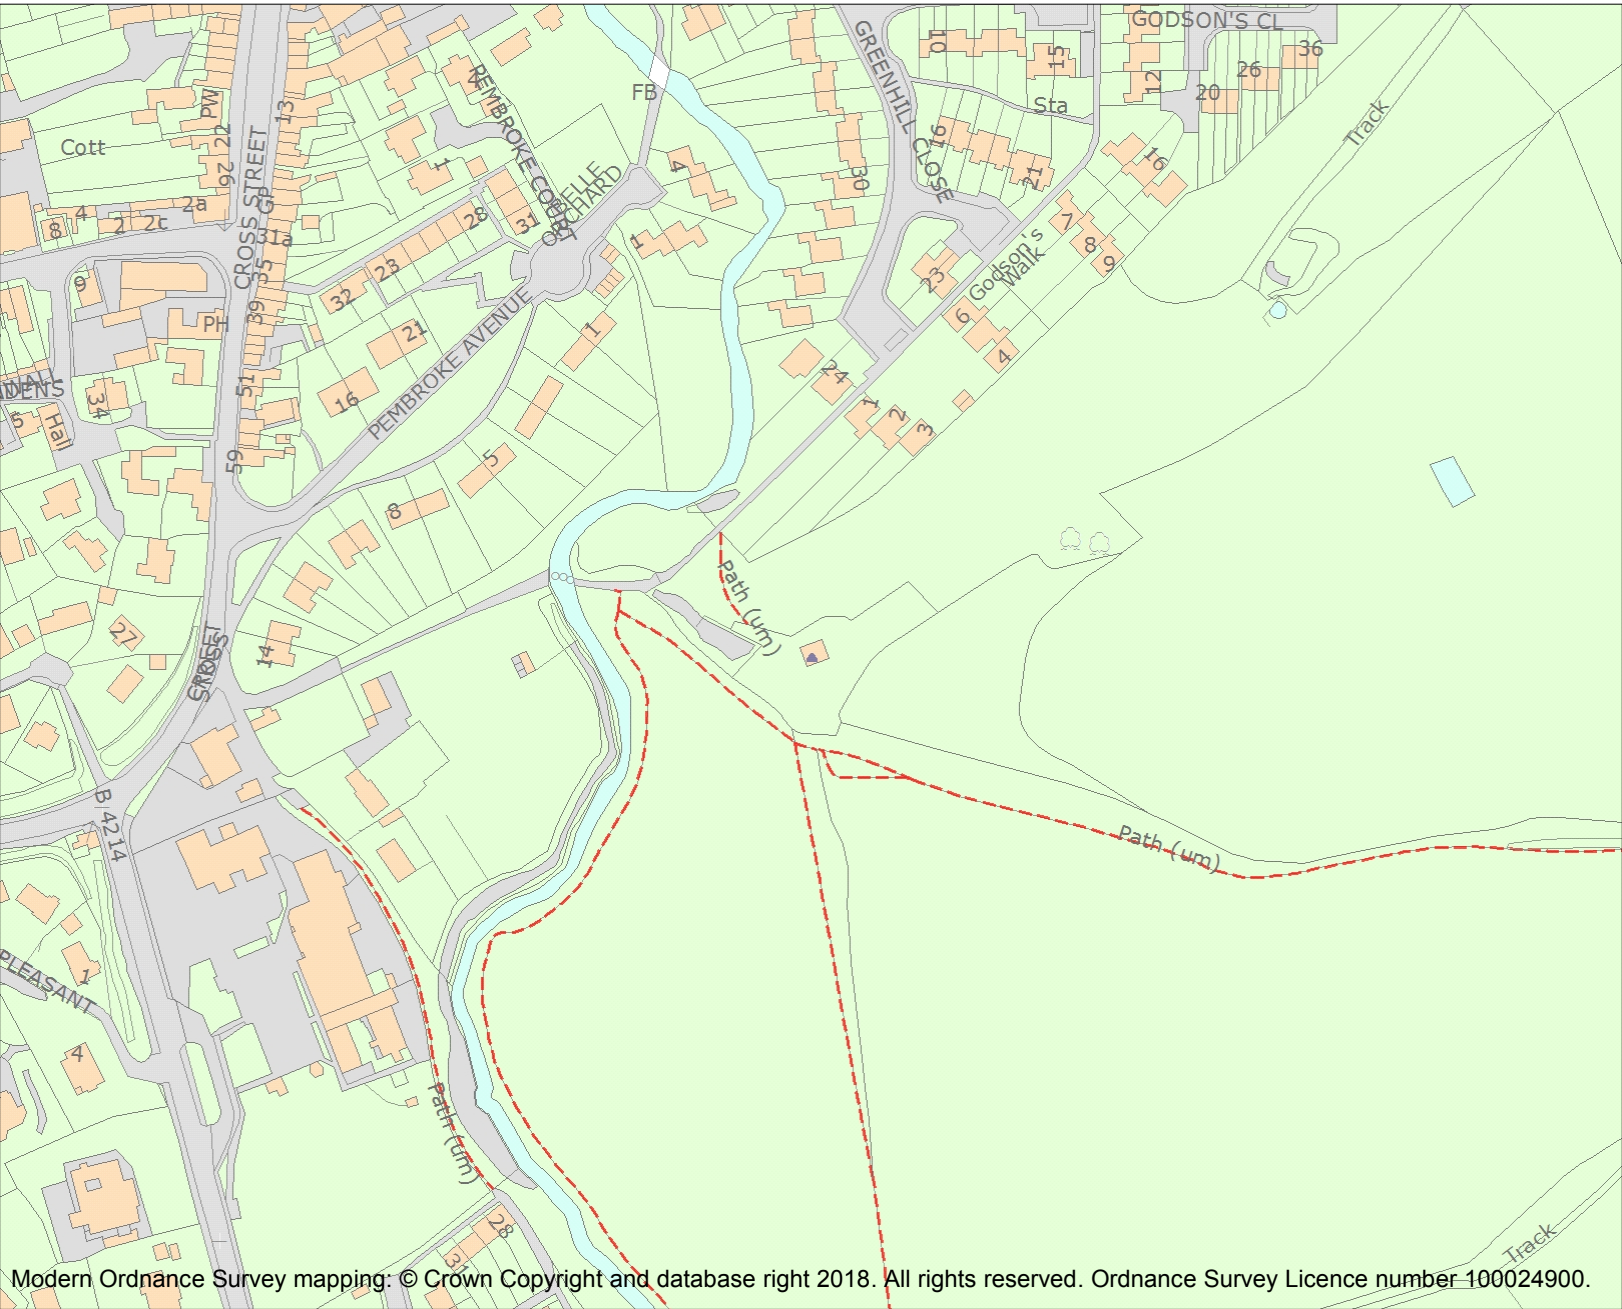 GODSON'S CL
36
26
12
20
10
15
16
Sta
GREENHILL CLOSE
30
16
21
Track
7
8
9
Godson's
Walk
23
6
4
24
1
2
3
FB
PEMBROKE COURT
1
4
28
31
1
23
32
21
16
PEMBROKE AVENUE
1
5
8
13
PW
22
26
Cott
CROSS STREET
GP
4
2
2c
2a
8
31a
35
39
9
PH
51
34
5
Hall
59
14
27
CROSS
B 4214
PLEASANT
1
4
Path (um)
Path (um)
Path (um)
28
31
Track
Modern Ordnance Survey mapping: © Crown Copyright and database right 2018. All rights reserved. Ordnance Survey Licence number 100024900.